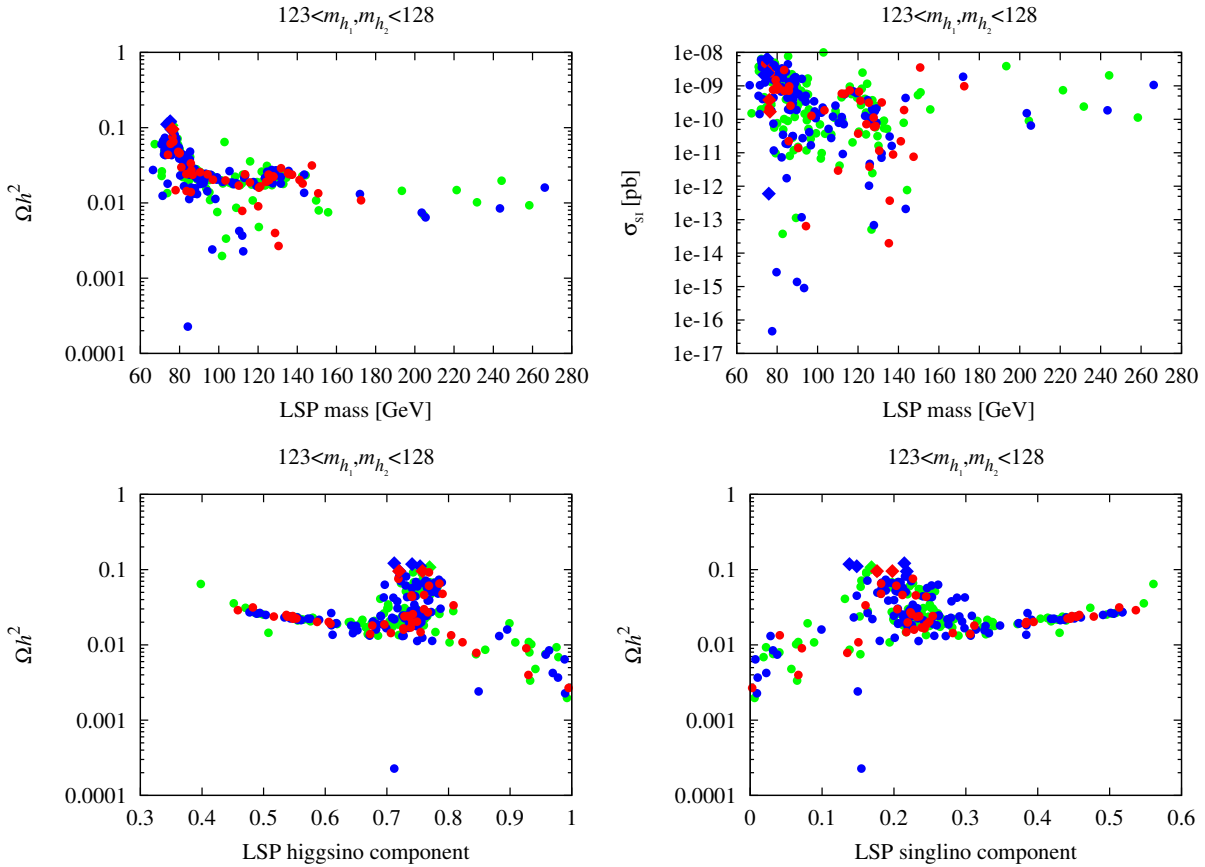 123<m_{h_1},m_{h_2}<128
Ωh²
1
0.1
0.01
0.001
0.0001
60 80 100 120 140 160 180 200 220 240 260 280
LSP mass [GeV]
123<m_{h_1},m_{h_2}<128
σ_{SI} [pb]
1e-08
1e-09
1e-10
1e-11
1e-12
1e-13
1e-14
1e-15
1e-16
1e-17
60 80 100 120 140 160 180 200 220 240 260 280
LSP mass [GeV]
123<m_{h_1},m_{h_2}<128
Ωh²
1
0.1
0.01
0.001
0.0001
0.3 0.4 0.5 0.6 0.7 0.8 0.9 1
LSP higgsino component
123<m_{h_1},m_{h_2}<128
Ωh²
1
0.1
0.01
0.001
0.0001
0 0.1 0.2 0.3 0.4 0.5 0.6
LSP singlino component